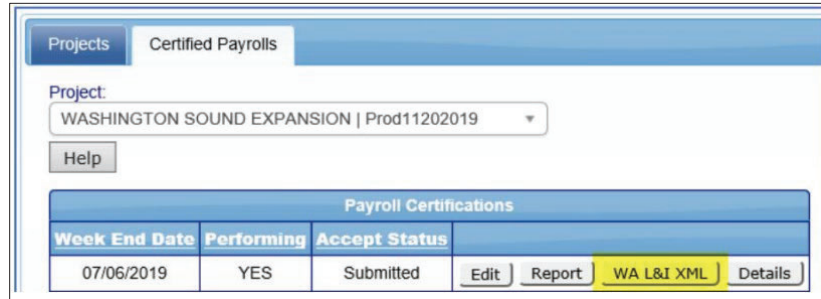 Projects Certified Payrolls
Project:
WASHINGTON SOUND EXPANSION | Prod11202019
Help
Payroll Certifications
Week End Date Performing Accept Status
07/06/2019 YES Submitted Edit Report WA L&I XML Details